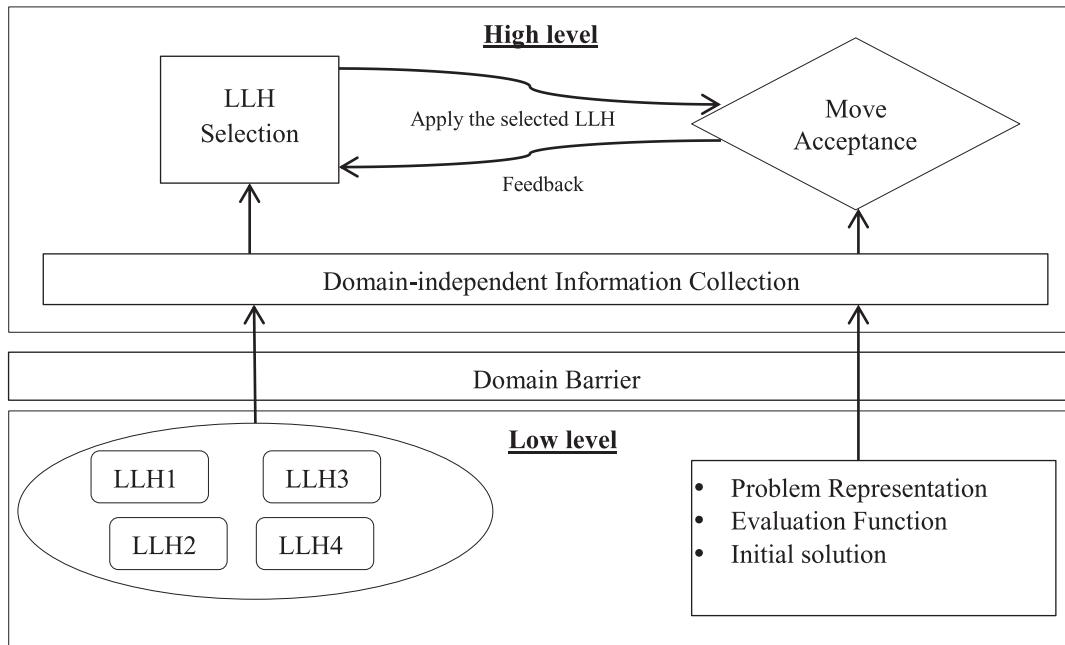 High level
LLH
Selection
Apply the selected LLH
Feedback
Move
Acceptance
Domain-independent Information Collection
Domain Barrier
Low level
LLH1
LLH3
LLH2
LLH4
• Problem Representation
• Evaluation Function
• Initial solution